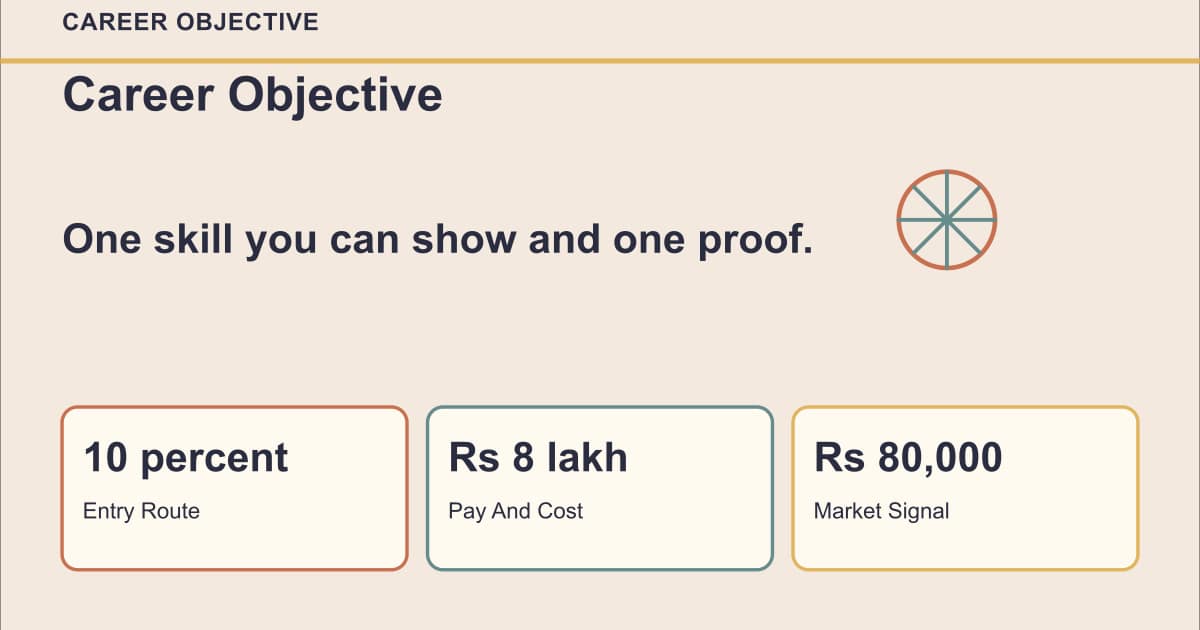 CAREER OBJECTIVE
Career Objective
One skill you can show and one proof.
10 percent
Entry Route
Rs 8 lakh
Pay And Cost
Rs 80,000
Market Signal